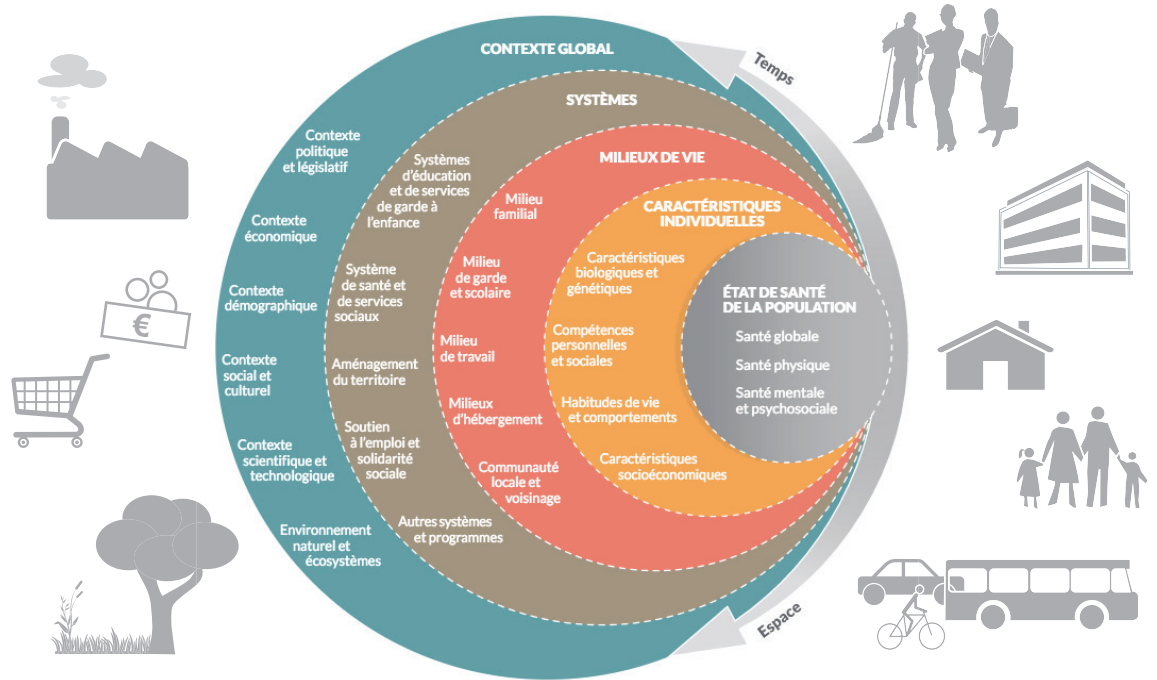 CONTEXTE GLOBAL
Temps
SYSTÈMES
MILIEUX DE VIE
CARACTÉRISTIQUES
INDIVIDUELLES
ÉTAT DE SANTÉ
DE LA POPULATION
Santé globale
Santé physique
Santé mentale
et psychosociale
Contexte
politique
et législatif
Contexte
économique
Contexte
démographique
Contexte
social et
culturel
Contexte
scientifique et
technologique
Environnement
naturel et
écosystèmes
Systèmes
d'éducation
et de services
de garde à
l'enfance
Système
de santé et
de services
sociaux
Aménagement
du territoire
Soutien
à l'emploi et
solidarité
sociale
Autres systèmes
et programmes
Milieu
familial
Milieu
de garde
et scolaire
Milieu
de travail
Milieux
d'hébergement
Communauté
locale et
voisinage
Caractéristiques
biologiques et
génétiques
Compétences
personnelles
et sociales
Habitudes de vie
et comportements
Caractéristiques
socioéconomiques
Espace
€